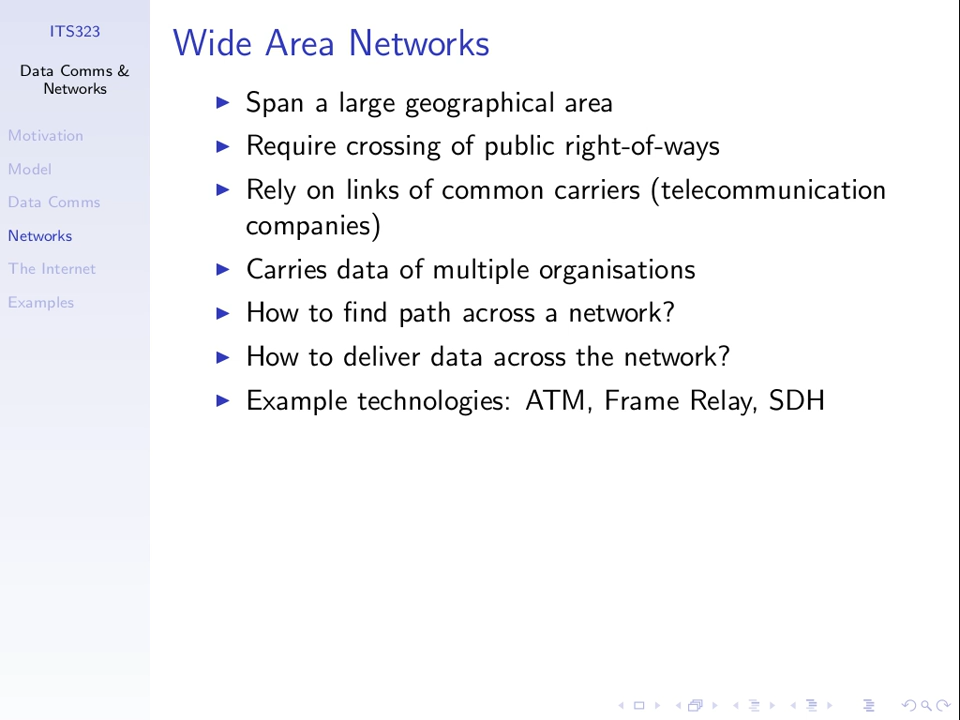 ITS323
Data Comms &
Networks
Motivation
Model
Data Comms
Networks
The Internet
Examples
Wide Area Networks
Span a large geographical area
Require crossing of public right-of-ways
Rely on links of common carriers (telecommunication
companies)
Carries data of multiple organisations
How to find path across a network?
How to deliver data across the network?
Example technologies: ATM, Frame Relay, SDH